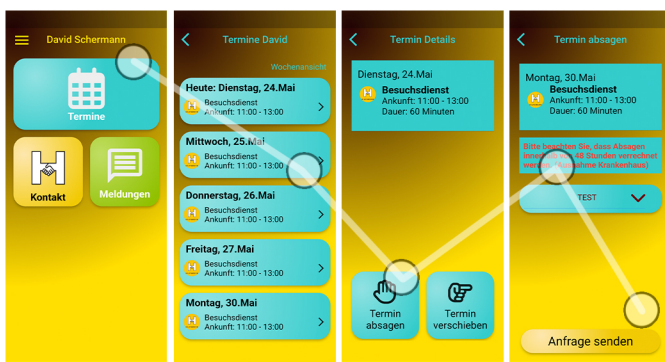 David Schermann
Termine
Kontakt
Meldungen
Termine David
Wochenansicht
Heute: Dienstag, 24.Mai
Besuchsdienst
Ankunft: 11:00 - 13:00
Mittwoch, 25.Mai
Besuchsdienst
Ankunft: 11:00 - 13:00
Donnerstag, 26.Mai
Besuchsdienst
Ankunft: 11:00 - 13:00
Freitag, 27.Mai
Besuchsdienst
Ankunft: 11:00 - 13:00
Montag, 30.Mai
Besuchsdienst
Ankunft: 11:00 - 13:00
Termin Details
Dienstag, 24.Mai
Besuchsdienst
Ankunft: 11:00 - 13:00
Dauer: 60 Minuten
Termin
absagen
Termin
verschieben
Termin absagen
Montag, 30.Mai
Besuchsdienst
Ankunft: 11:00 - 13:00
Dauer: 60 Minuten
Bitte beachten Sie, dass Absagen
innerhalb von 48 Stunden verrechnet
werden. (Ausnahme Krankenhaus)
TEST
Anfrage senden